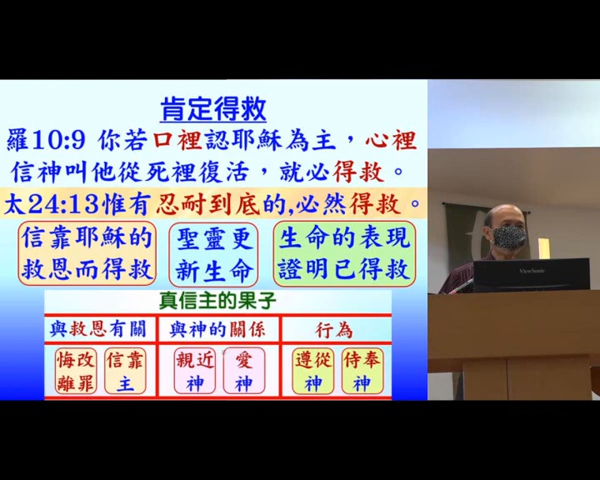 肯定得救
羅10:9 你若口裡認耶穌為主，心裡
信神叫他從死裡復活，就必得救。
太24:13惟有忍耐到底的,必然得救。
信靠耶穌的
救恩而得救
聖靈更
新生命
生命的表現
證明已得救
真信主的果子
與救恩有關
與神的關係
行為
悔改
離罪
信靠
主
親近
神
愛
神
遵從
神
侍奉
神
ViewSonic